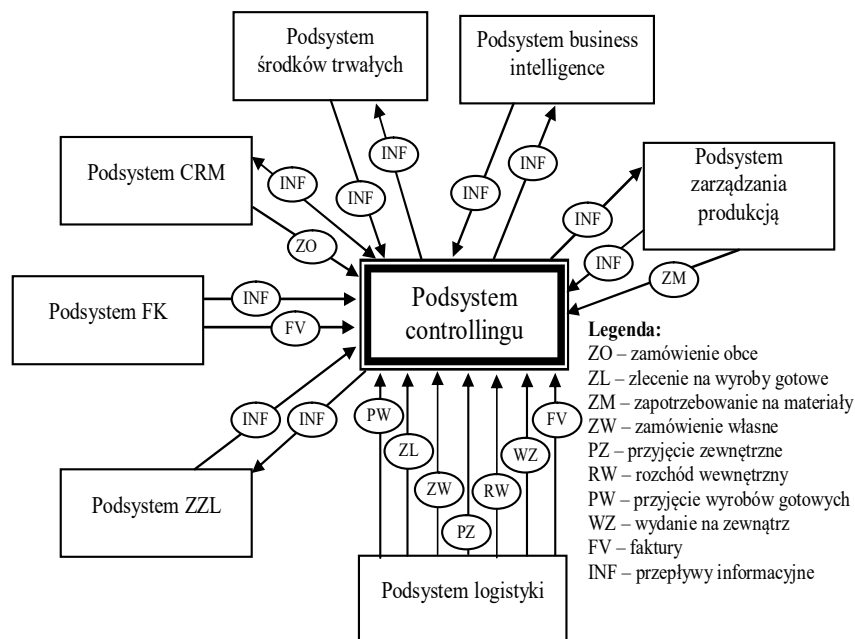 Podsystem
środków trwałych
Podsystem business
intelligence
Podsystem CRM
Podsystem
zarządzania
produkcją
INF
INF
INF
INF
INF
INF
ZO
INF
ZM
Podsystem FK
INF
FV
Podsystem
controllingu
INF
INF
Podsystem ZZL
PW
ZL
ZW
PZ
RW
WZ
FV
Podsystem logistyki
Legenda:
ZO – zamówienie obce
ZL – zlecenie na wyroby gotowe
ZM – zapotrzebowanie na materiały
ZW – zamówienie własne
PZ – przyjęcie zewnętrzne
RW – rozchód wewnętrzny
PW – przyjęcie wyrobów gotowych
WZ – wydanie na zewnątrz
FV – faktury
INF – przepływy informacyjne